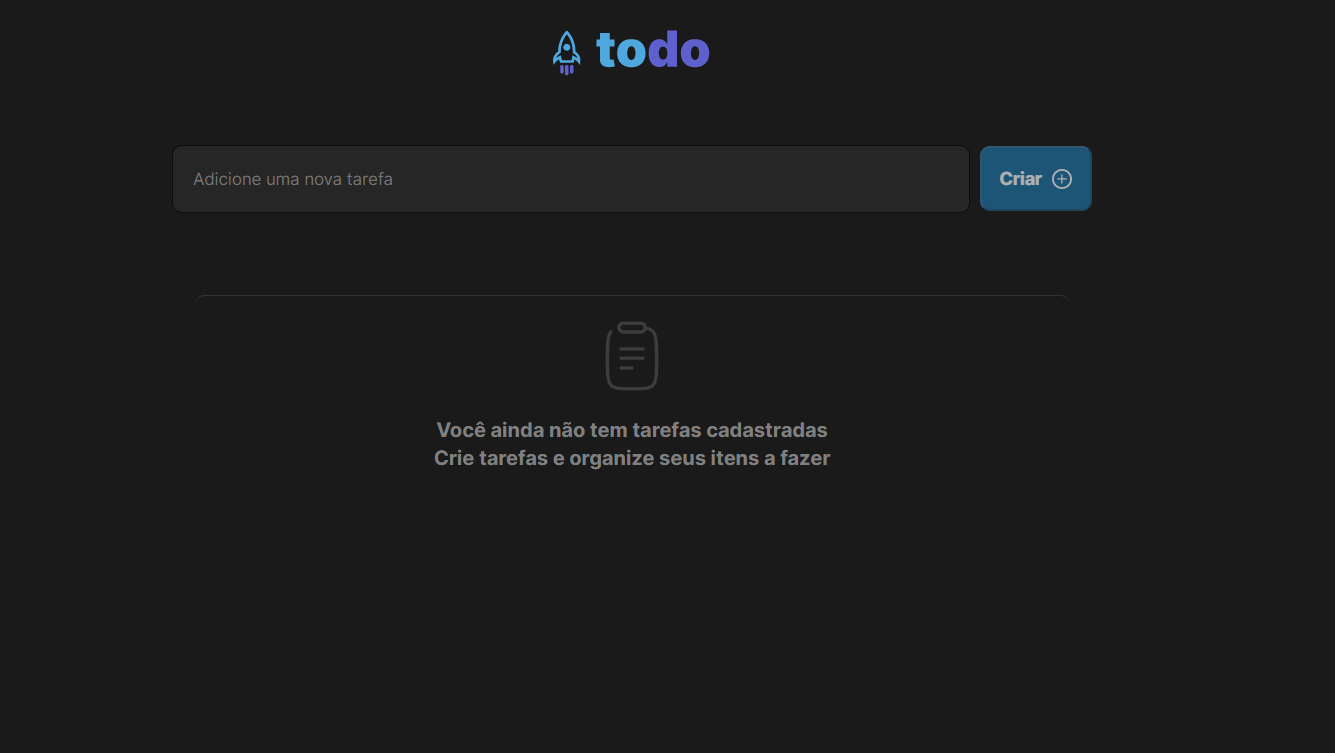 todo
Adicione uma nova tarefa
Criar
Você ainda não tem tarefas cadastradas
Crie tarefas e organize seus itens a fazer